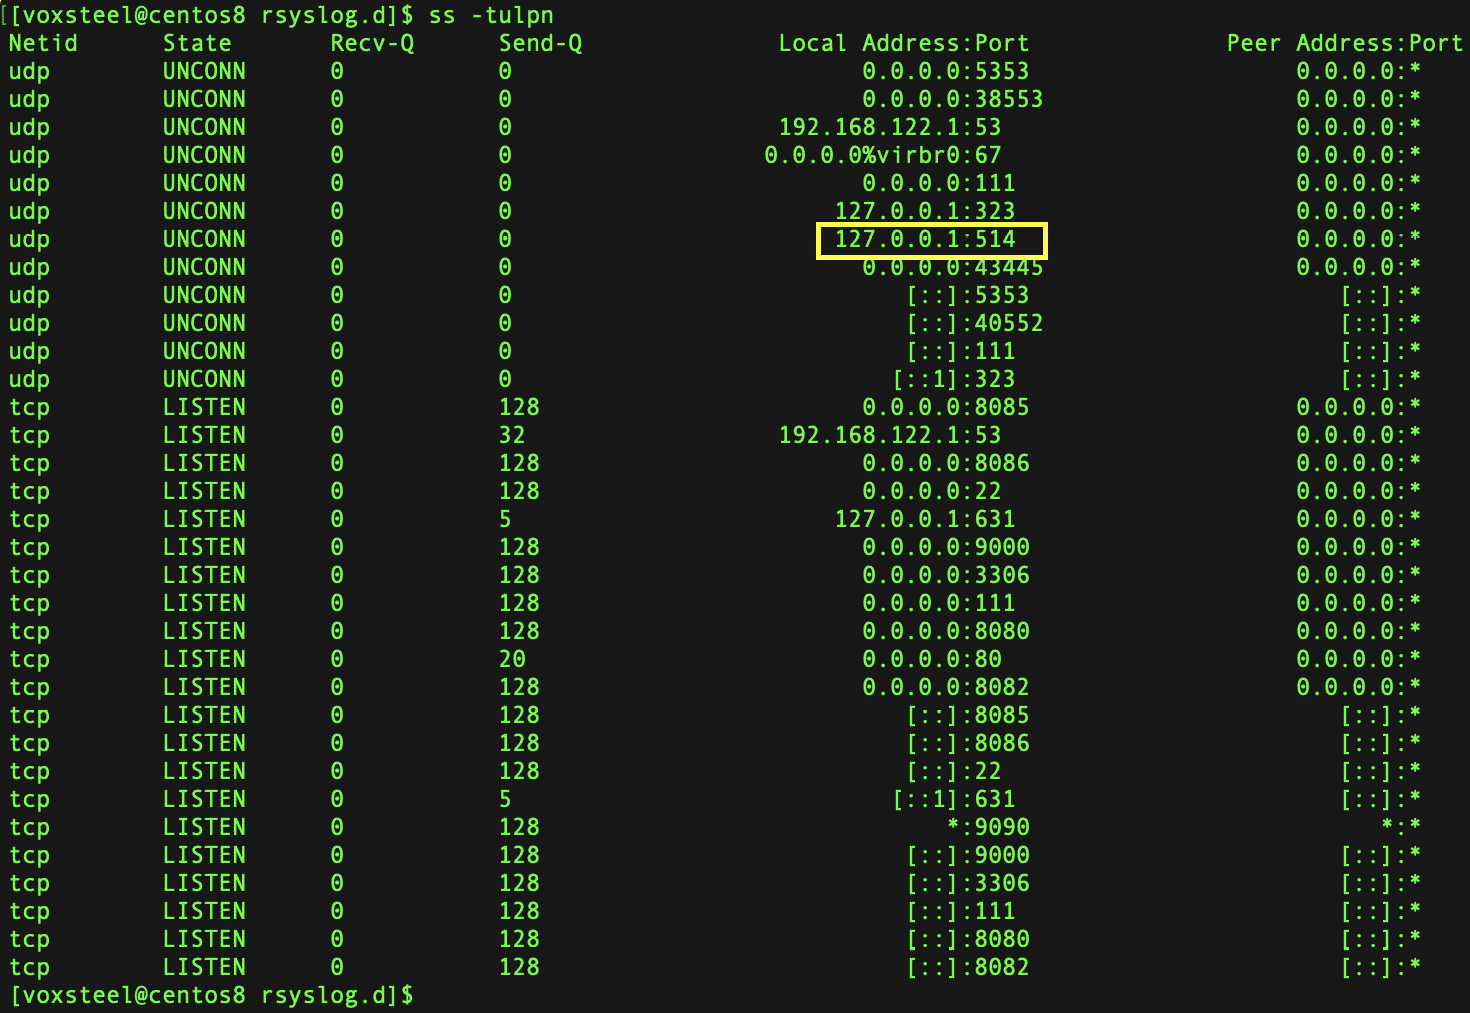 [[voxsteel@centos8 rsyslog.d]$ ss -tulpn
Netid State Recv-Q Send-Q Local Address:Port Peer Address:Port
udp UNCONN 0 0 0.0.0.0:5353 0.0.0.0:*
udp UNCONN 0 0 0.0.0.0:38553 0.0.0.0:*
udp UNCONN 0 0 192.168.122.1:53 0.0.0.0:*
udp UNCONN 0 0 0.0.0.0%virbr0:67 0.0.0.0:*
udp UNCONN 0 0 0.0.0.0:111 0.0.0.0:*
udp UNCONN 0 0 127.0.0.1:323 0.0.0.0:*
udp UNCONN 0 0 127.0.0.1:514 0.0.0.0:*
udp UNCONN 0 0 0.0.0.0:43445 0.0.0.0:*
udp UNCONN 0 0 [::]:5353 [::]:*
udp UNCONN 0 0 [::]:40552 [::]:*
udp UNCONN 0 0 [::]:111 [::]:*
udp UNCONN 0 0 [::1]:323 [::]:*
tcp LISTEN 0 128 0.0.0.0:8085 0.0.0.0:*
tcp LISTEN 0 32 192.168.122.1:53 0.0.0.0:*
tcp LISTEN 0 128 0.0.0.0:8086 0.0.0.0:*
tcp LISTEN 0 128 0.0.0.0:22 0.0.0.0:*
tcp LISTEN 0 5 127.0.0.1:631 0.0.0.0:*
tcp LISTEN 0 128 0.0.0.0:9000 0.0.0.0:*
tcp LISTEN 0 128 0.0.0.0:3306 0.0.0.0:*
tcp LISTEN 0 128 0.0.0.0:111 0.0.0.0:*
tcp LISTEN 0 128 0.0.0.0:8080 0.0.0.0:*
tcp LISTEN 0 20 0.0.0.0:80 0.0.0.0:*
tcp LISTEN 0 128 0.0.0.0:8082 0.0.0.0:*
tcp LISTEN 0 128 [::]:8085 [::]:*
tcp LISTEN 0 128 [::]:8086 [::]:*
tcp LISTEN 0 128 [::]:22 [::]:*
tcp LISTEN 0 5 [::1]:631 [::]:*
tcp LISTEN 0 128 *:9090 *:*
tcp LISTEN 0 128 [::]:9000 [::]:*
tcp LISTEN 0 128 [::]:3306 [::]:*
tcp LISTEN 0 128 [::]:111 [::]:*
tcp LISTEN 0 128 [::]:8080 [::]:*
tcp LISTEN 0 128 [::]:8082 [::]:*
[voxsteel@centos8 rsyslog.d]$